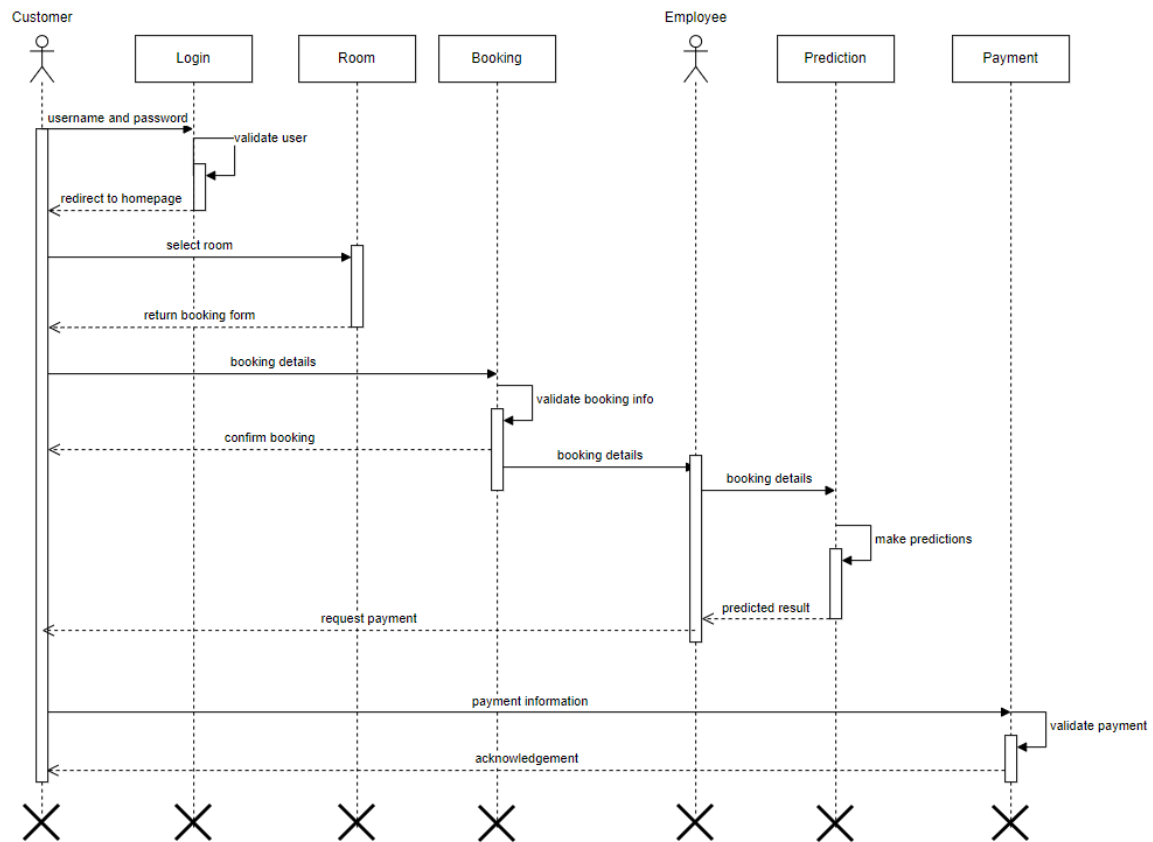 Customer
Employee
Login
Room
Booking
Prediction
Payment
username and password
validate user
redirect to homepage
select room
return booking form
booking details
validate booking info
confirm booking
booking details
booking details
make predictions
predicted result
request payment
payment information
validate payment
acknowledgement